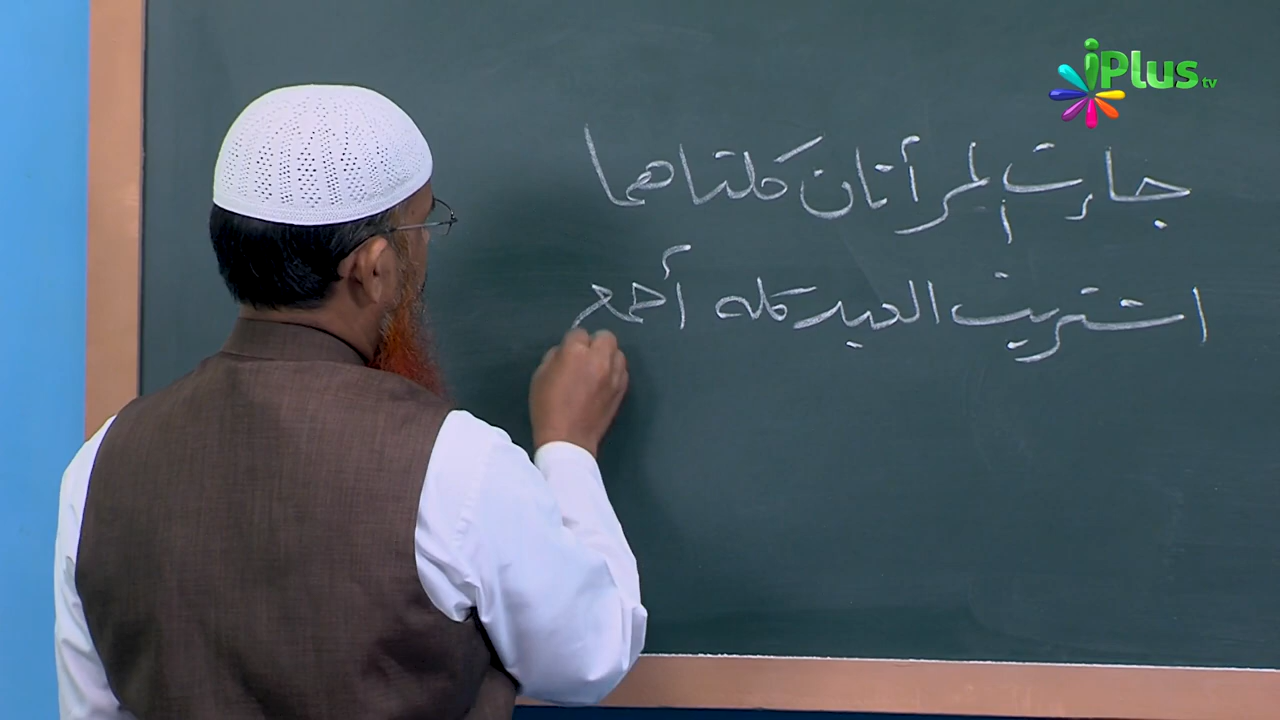 iPlus tv
جاءت المرأتان كلتاهما
اشتريت العبد كله أجمع